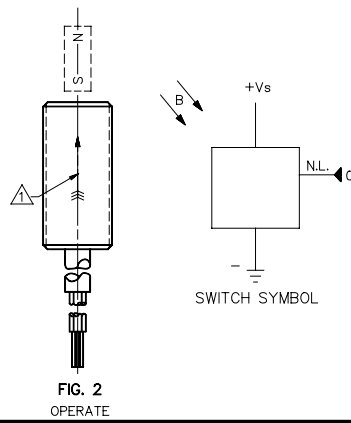 N
S
B
+Vs
N.L.
1
−
SWITCH SYMBOL
FIG. 2
OPERATE